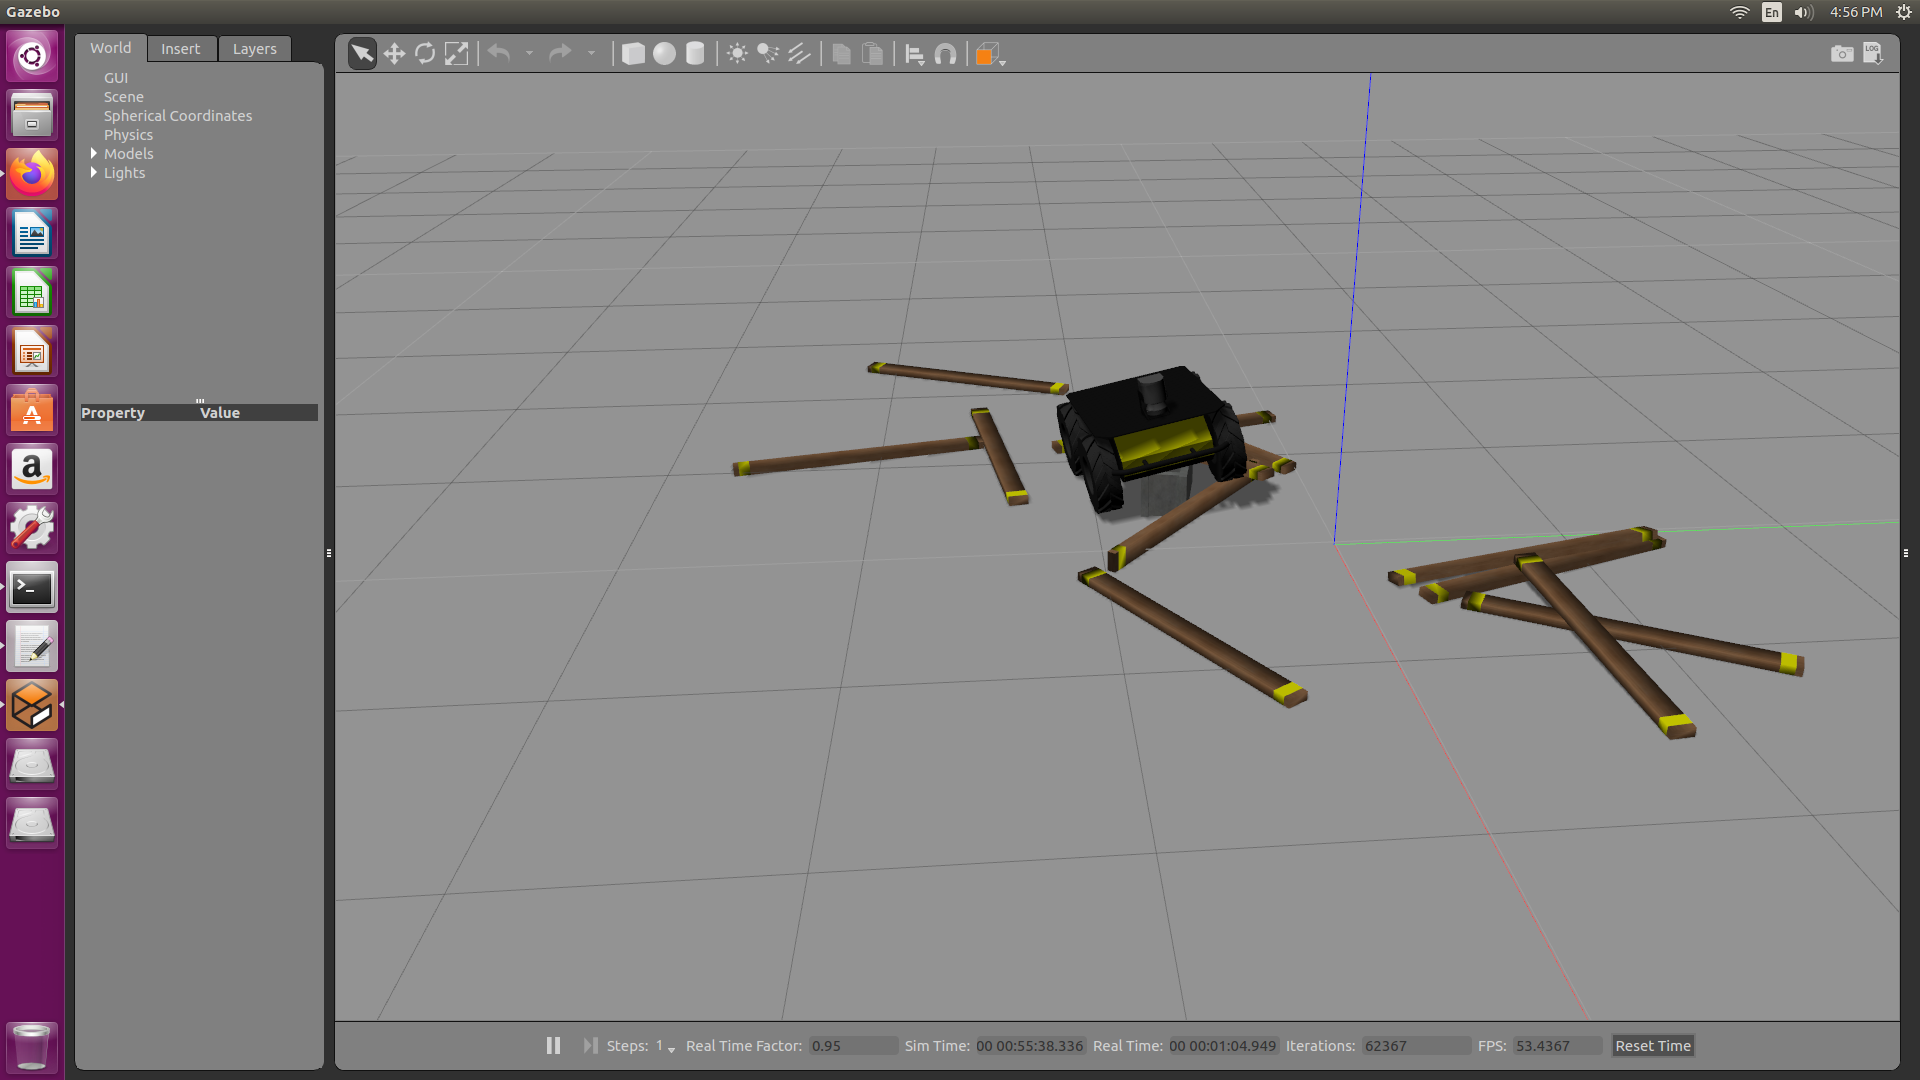 Gazebo
En
4:56 PM
World Insert Layers
LOG
GUI
Scene
Spherical Coordinates
Physics
Models
Lights
Property Value
Steps: 1 Real Time Factor: 0.95 Sim Time: 00 00:55:38.336 Real Time: 00 00:01:04.949 Iterations: 62367 FPS: 53.4367 Reset Time